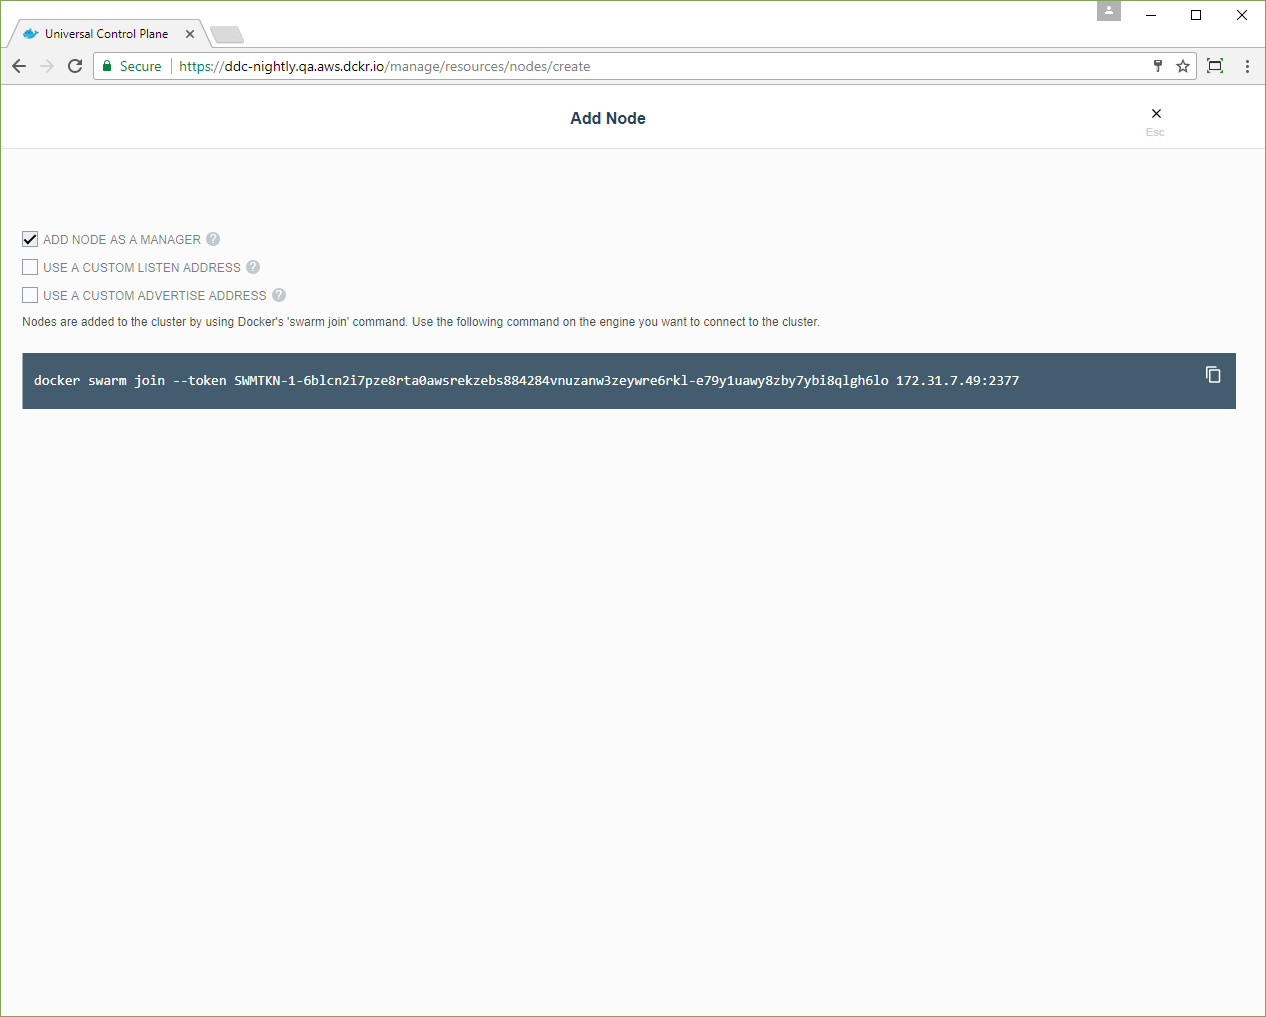 Universal Control Plane
Secure https://ddc-nightly.qa.aws.dckr.io/manage/resources/nodes/create
Add Node
Esc
ADD NODE AS A MANAGER ?
USE A CUSTOM LISTEN ADDRESS ?
USE A CUSTOM ADVERTISE ADDRESS ?
Nodes are added to the cluster by using Docker's 'swarm join' command. Use the following command on the engine you want to connect to the cluster.
docker swarm join --token SWMTKN-1-6blcn2i7pze8rta0awsrekzebs884284vnuzanw3zeywre6rkl-e79y1uawy8zby7ybi8qlgh6lo 172.31.7.49:2377